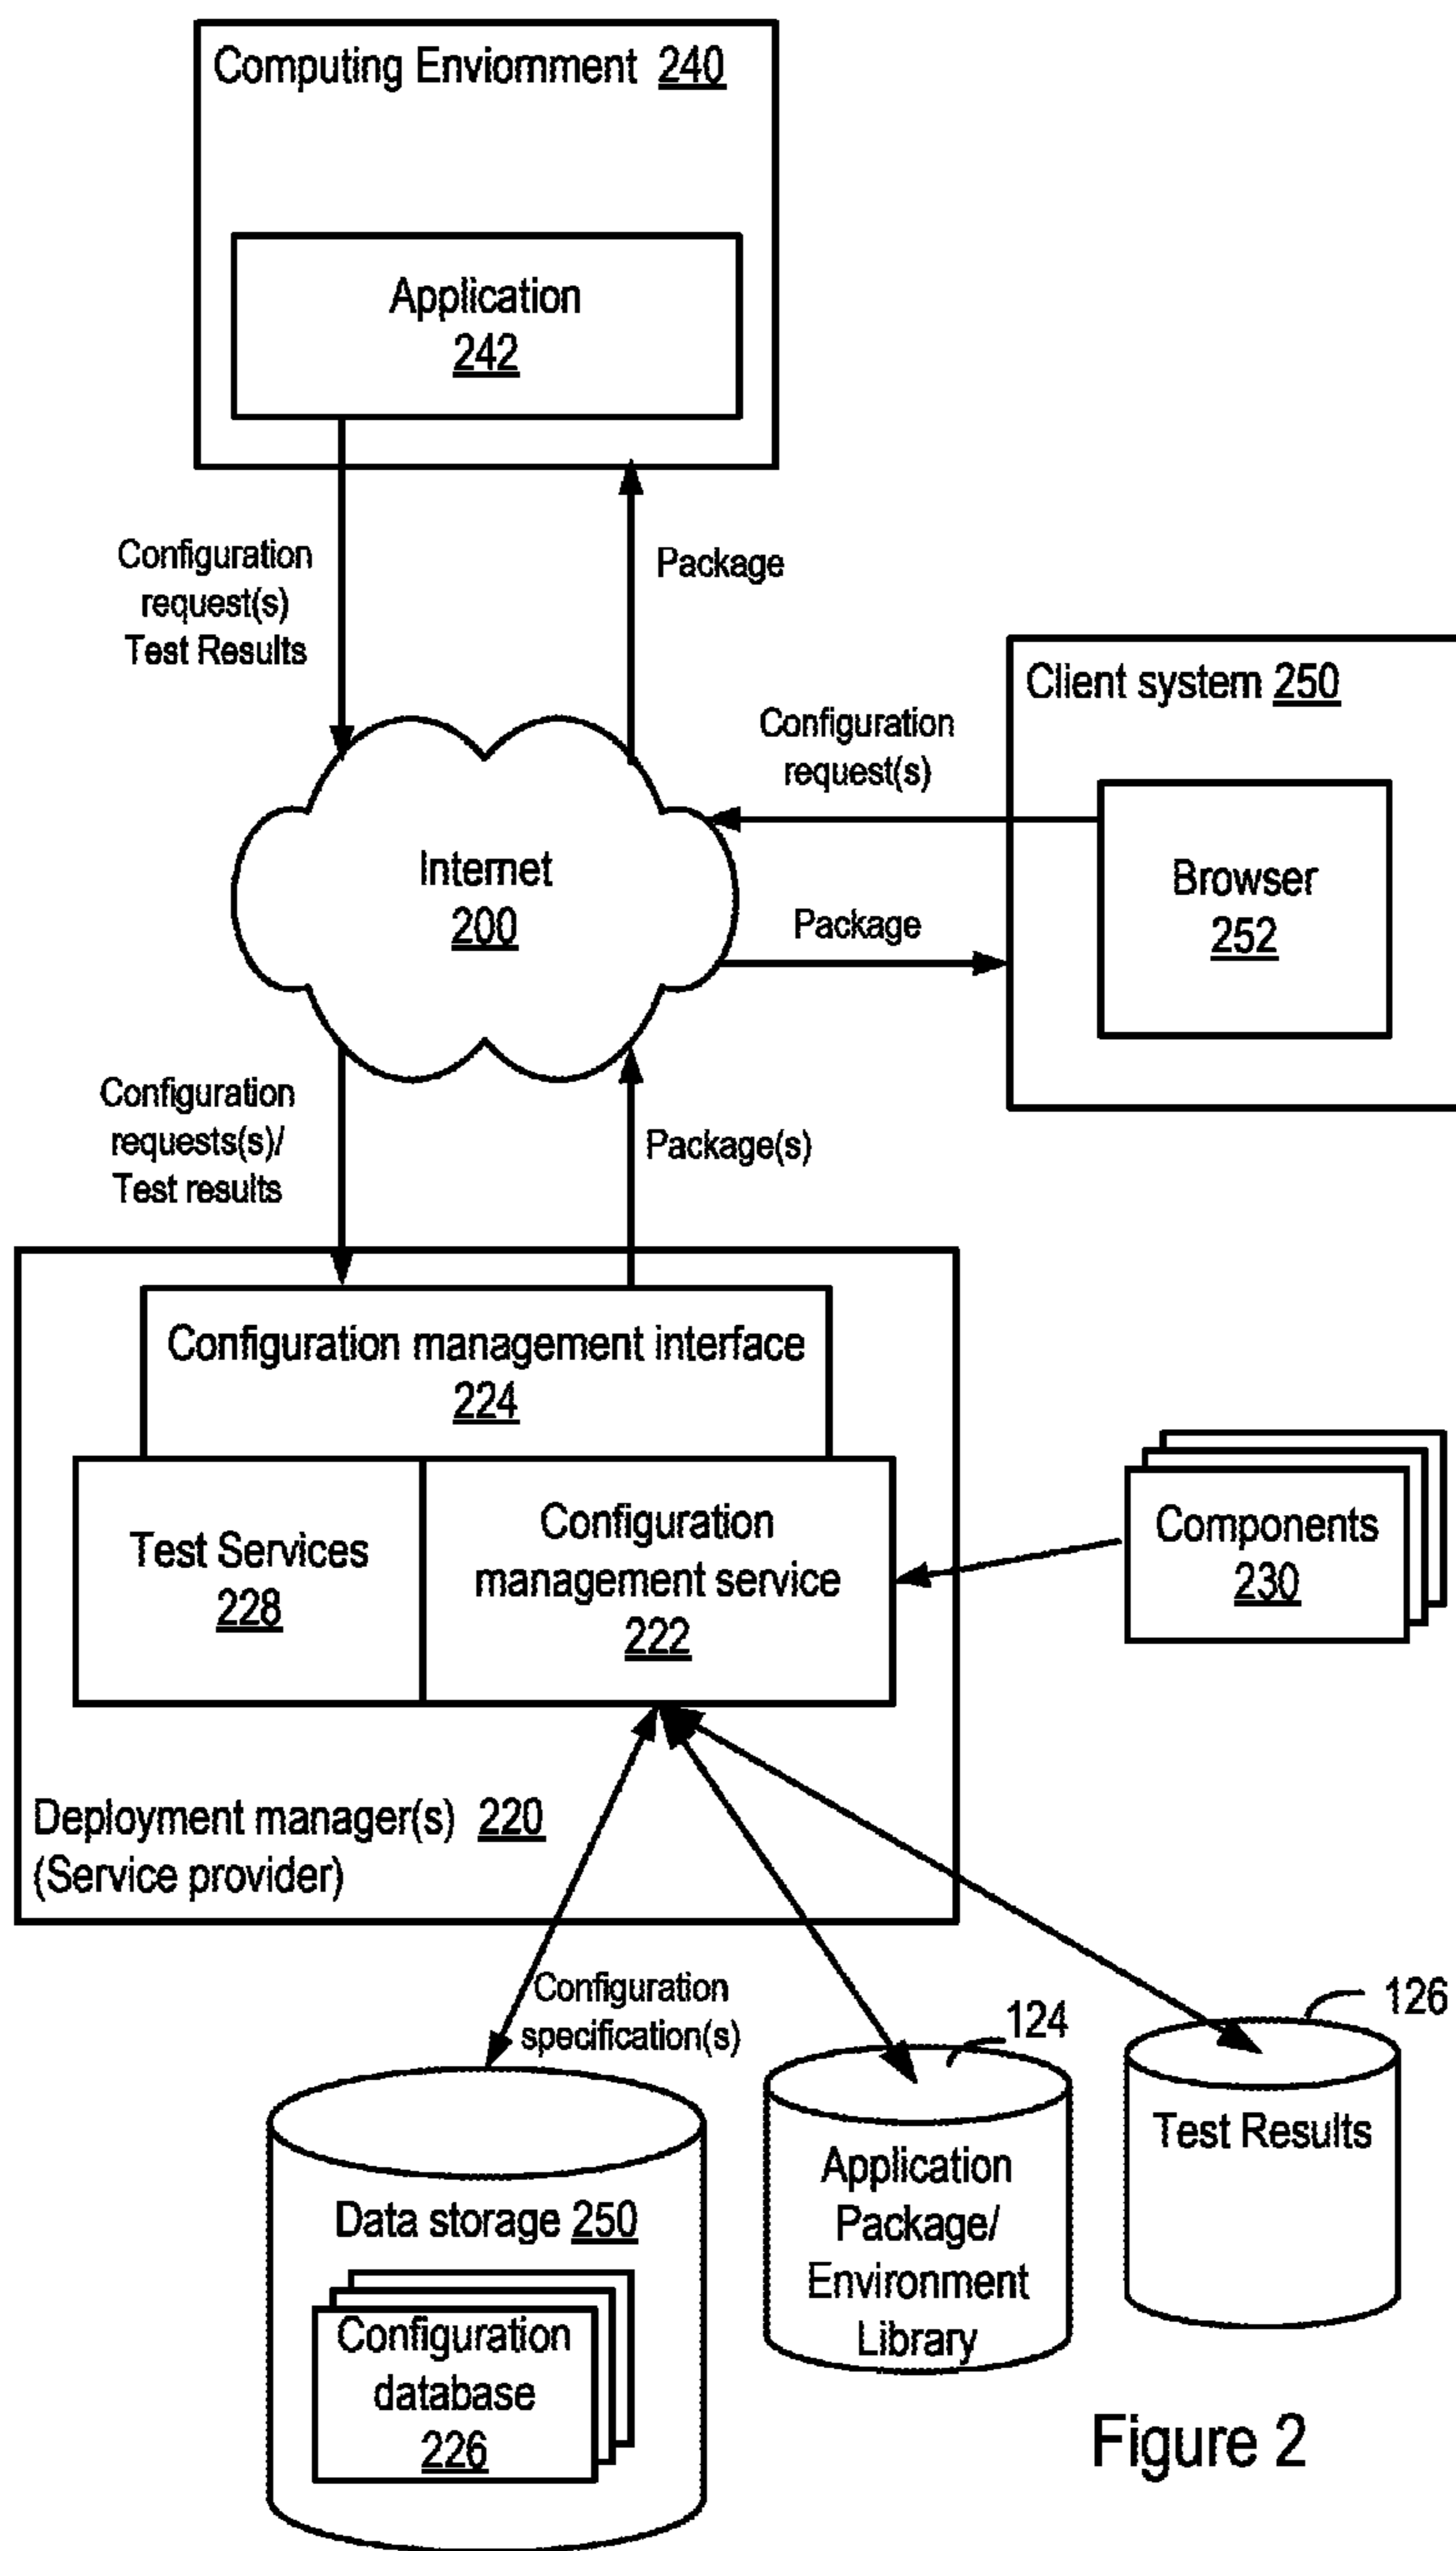 Computing Enviornment 240
Application
242
Configuration
request(s)
Test Results
Package
Client system 250
Configuration
request(s)
Browser
252
Internet
200
Package
Configuration
requests(s)/
Test results
Package(s)
Configuration management interface
224
Test Services
228
Configuration
management service
222
Components
230
Deployment manager(s) 220
(Service provider)
Configuration
specification(s)
124
126
Data storage 250
Configuration
database
226
Application
Package/
Environment
Library
Test Results
Figure 2